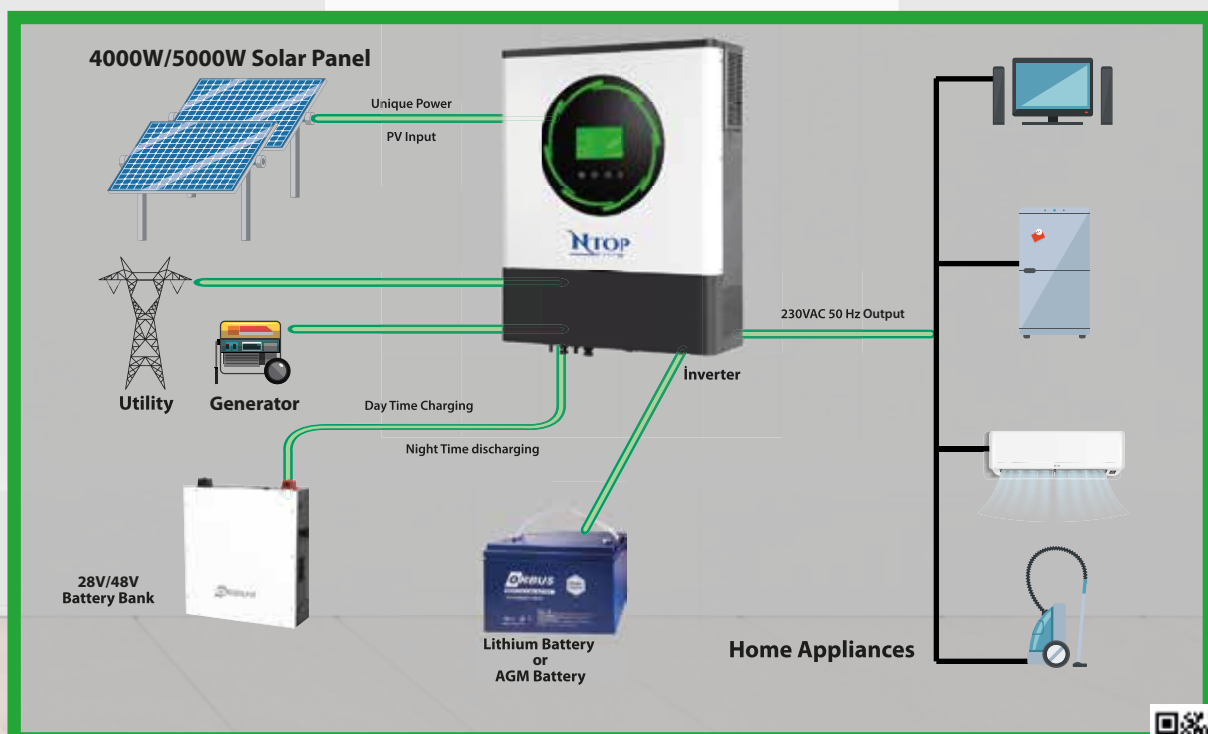 4000W/5000W Solar Panel
Unique Power
PV Input
NTOP
230VAC 50 Hz Output
İnverter
Utility
Generator
Day Time Charging
Night Time discharging
28V/48V
Battery Bank
ORBUS
Lithium Battery
or
AGM Battery
Home Appliances